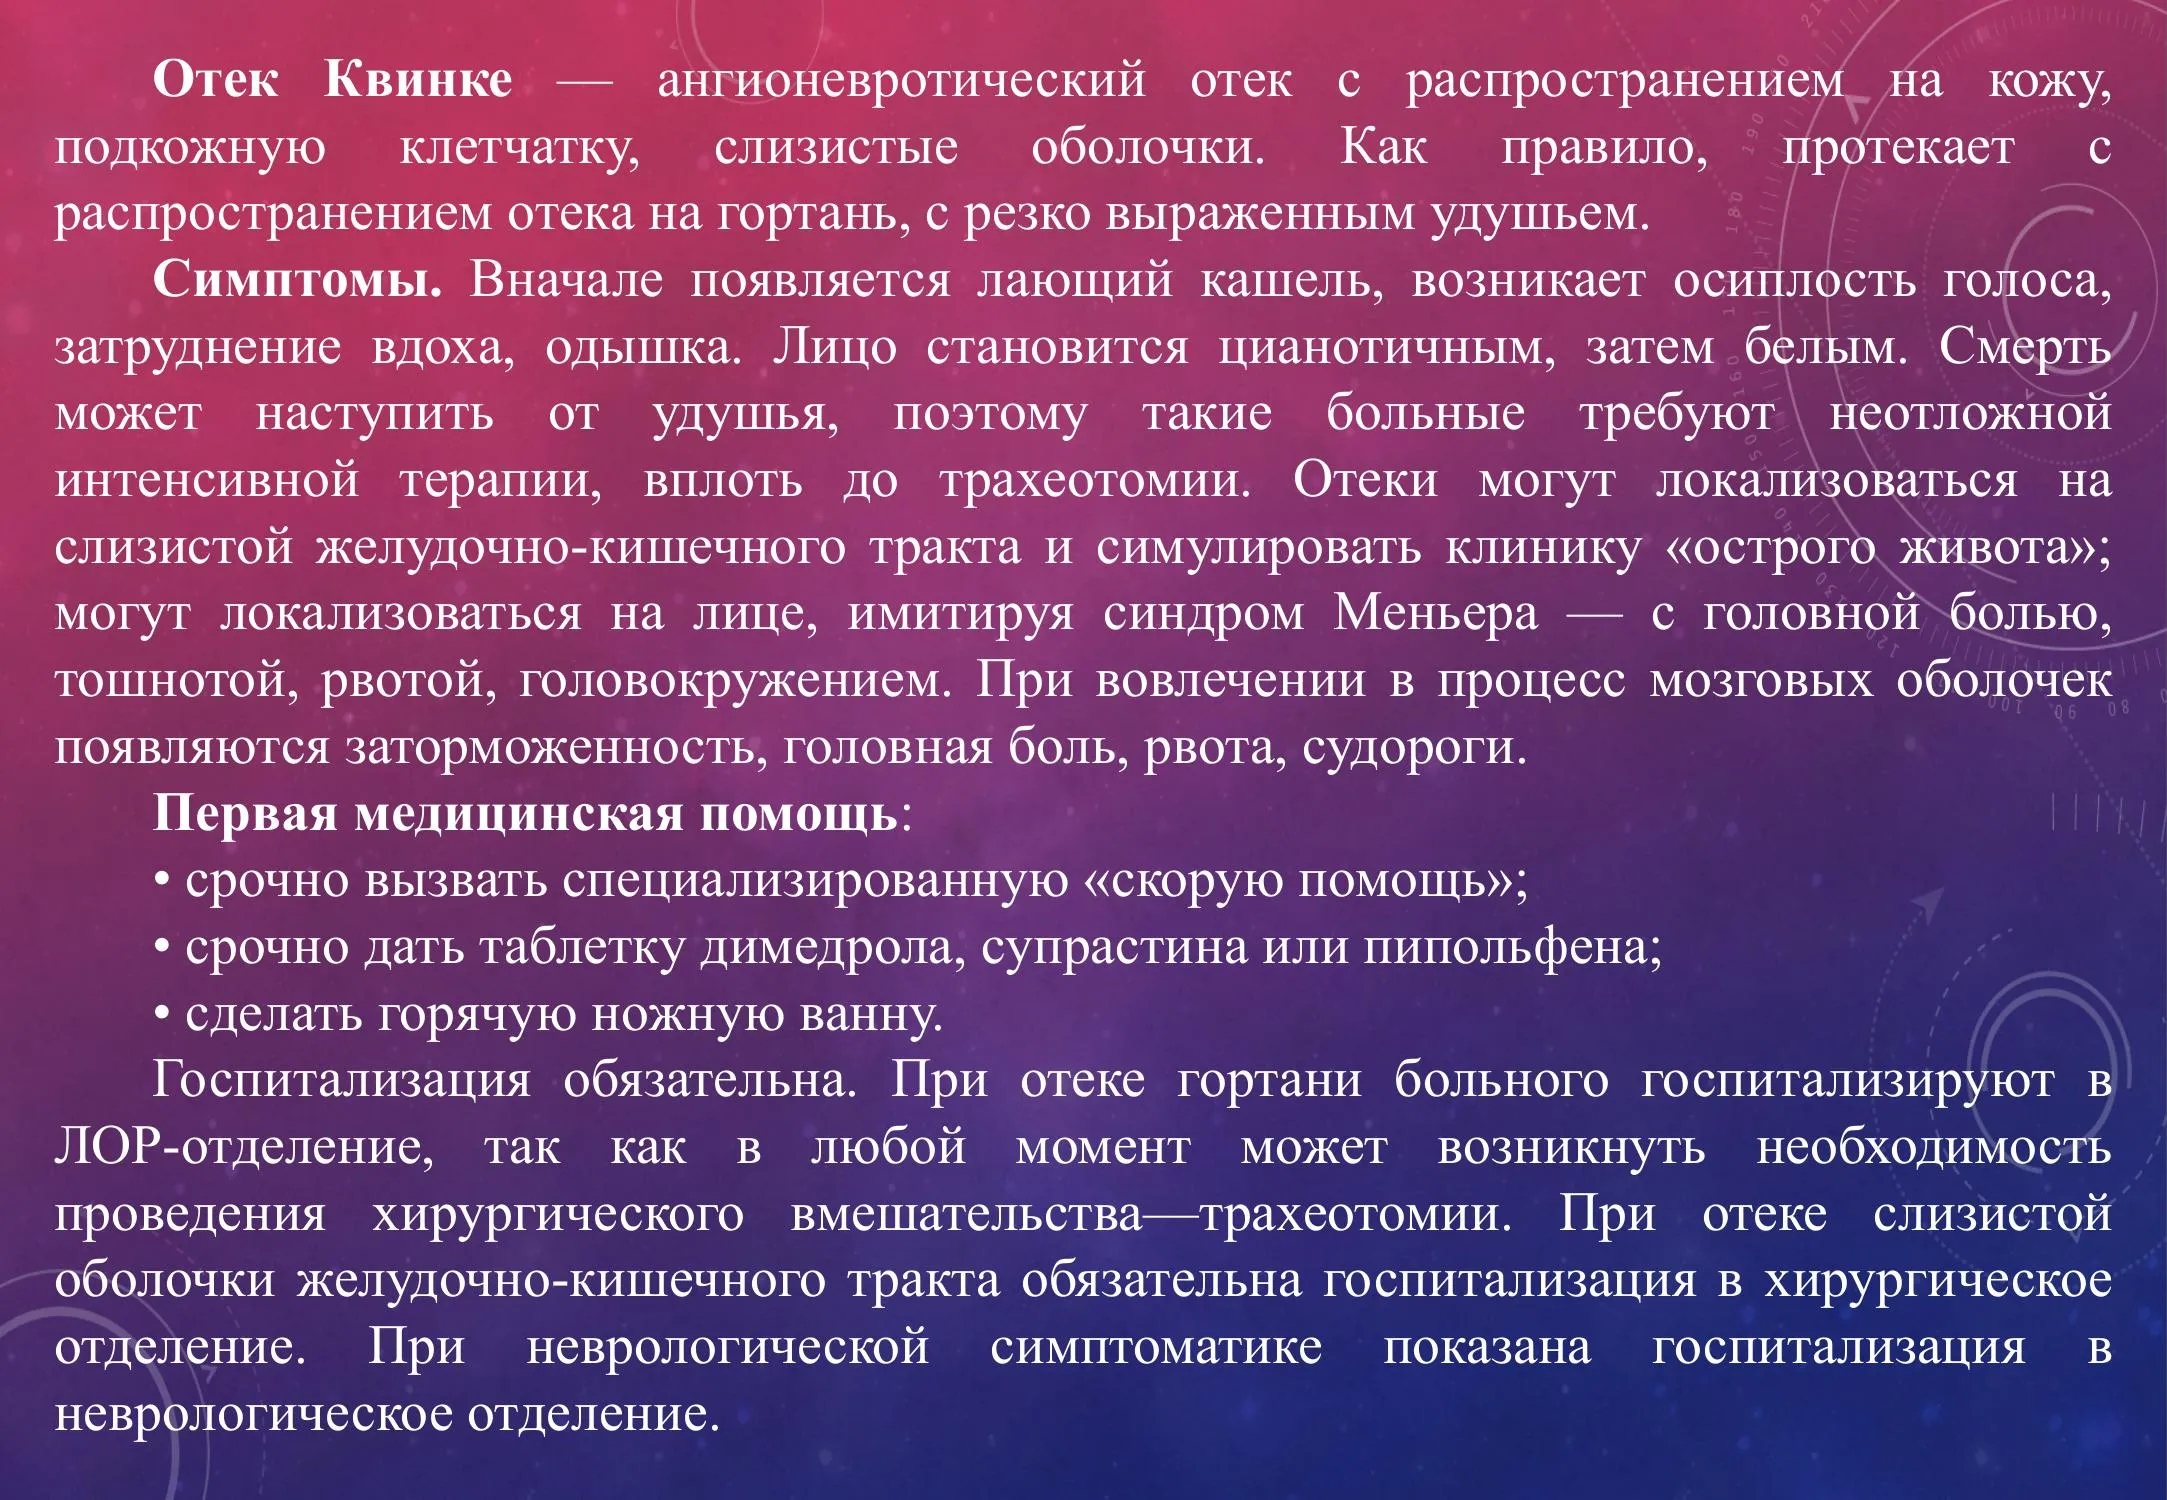 Отек Квинке — ангионевротический отек с распространением на кожу,
подкожную клетчатку, слизистые оболочки. Как правило, протекает с
распространением отека на гортань, с резко выраженным удушьем.
Симптомы. Вначале появляется лающий кашель, возникает осиплость голоса,
затруднение вдоха, одышка. Лицо становится цианотичным, затем белым. Смерть
может наступить от удушья, поэтому такие больные требуют неотложной
интенсивной терапии, вплоть до трахеотомии. Отеки могут локализоваться на
слизистой желудочно-кишечного тракта и симулировать клинику «острого живота»;
могут локализоваться на лице, имитируя синдром Меньера — с головной болью,
тошнотой, рвотой, головокружением. При вовлечении в процесс мозговых оболочек
появляются заторможенность, головная боль, рвота, судороги.
Первая медицинская помощь:
• срочно вызвать специализированную «скорую помощь»;
• срочно дать таблетку димедрола, супрастина или пипольфена;
• сделать горячую ножную ванну.
Госпитализация обязательна. При отеке гортани больного госпитализируют в
ЛОР-отделение, так как в любой момент может возникнуть необходимость
проведения хирургического вмешательства—трахеотомии. При отеке слизистой
оболочки желудочно-кишечного тракта обязательна госпитализация в хирургическое
отделение. При неврологической симптоматике показана госпитализация в
неврологическое отделение.